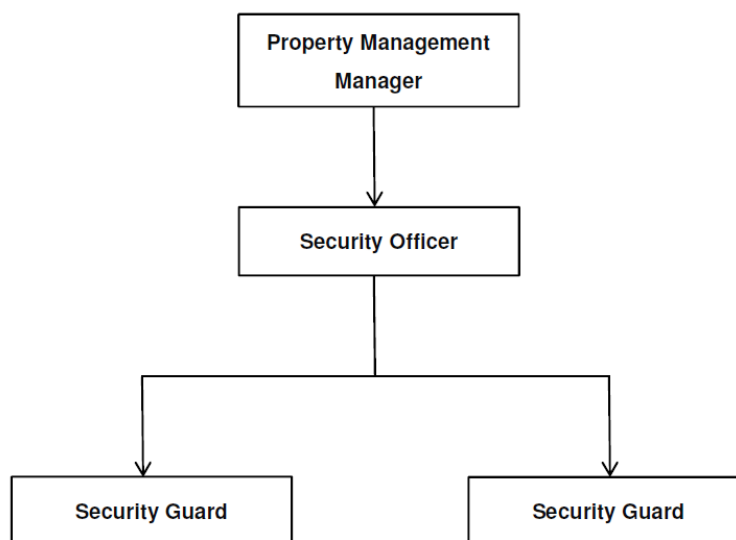 Property Management
Manager
Security Officer
Security Guard
Security Guard